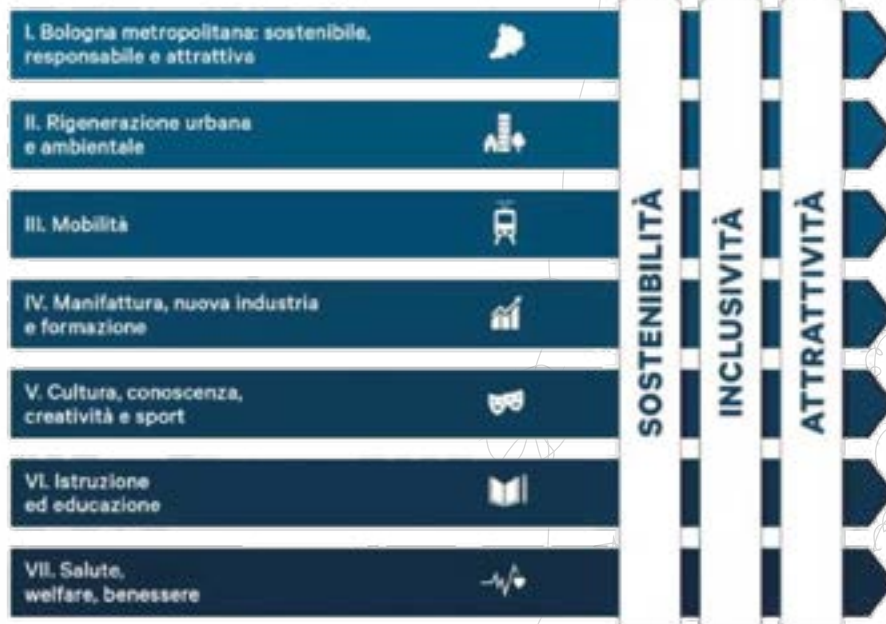 I. Bologna metropolitana: sostenibile,
responsabile e attrattiva
II. Rigenerazione urbana
e ambientale
III. Mobilità
IV. Manifattura, nuova industria
e formazione
V. Cultura, conoscenza,
creatività e sport
VI. Istruzione
ed educazione
VII. Salute,
welfare, benessere
SOSTENIBILITÀ
INCLUSIVITÀ
ATTRATTIVITÀ